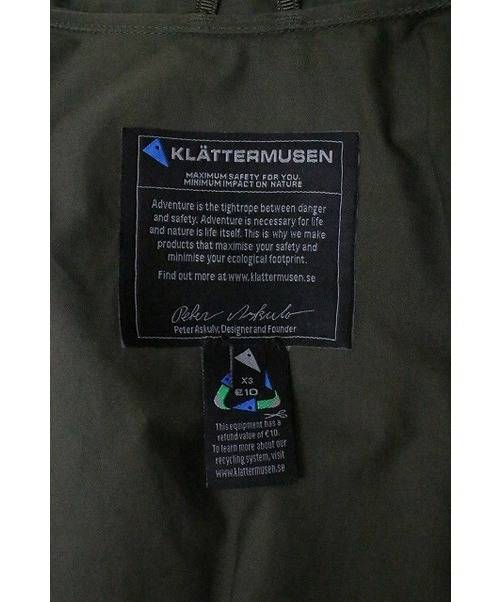 KLÄTTERMUSEN
MAXIMUM SAFETY FOR YOU.
MINIMUM IMPACT ON NATURE
Adventure is the tightrope between danger
and safety. Adventure is necessary for life
and nature is life itself. This is why we make
products that maximise your safety and
minimise your ecological footprint.
Find out more at www.klattermusen.se
Peter Askulv
Peter Askulv, Designer and Founder
XS
€10
This equipment has a
refund value of €10.
To learn more about our
recycling system, visit
www.klattermusen.se